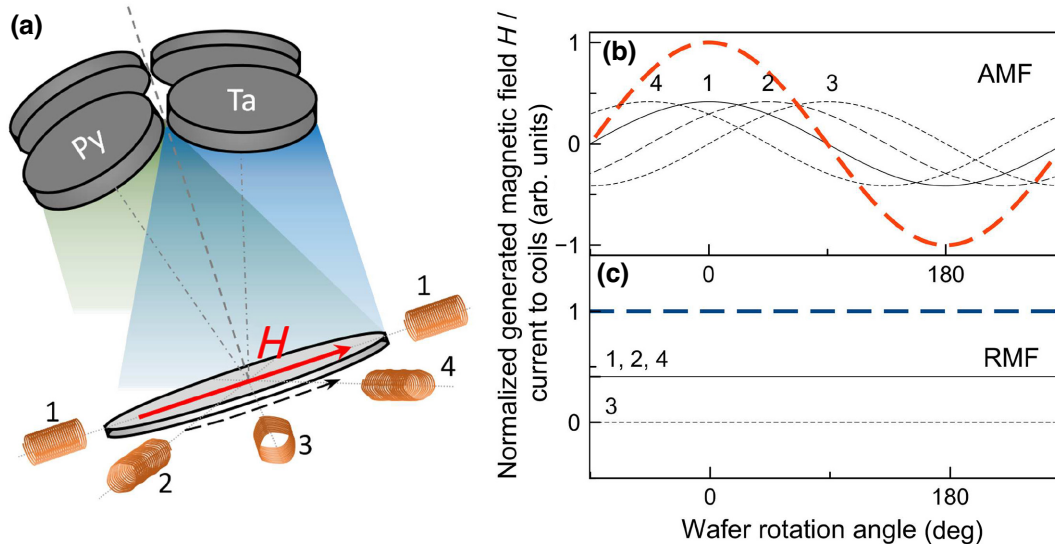 (a)
Py
Ta
H
1
4
1
3
2
Normalized generated magnetic field H /
current to coils (arb. units)
(b)
AMF
4 1 2 3
1
0
−1
0 180
(c)
RMF
1
1, 2, 4
3
0
0 180
Wafer rotation angle (deg)